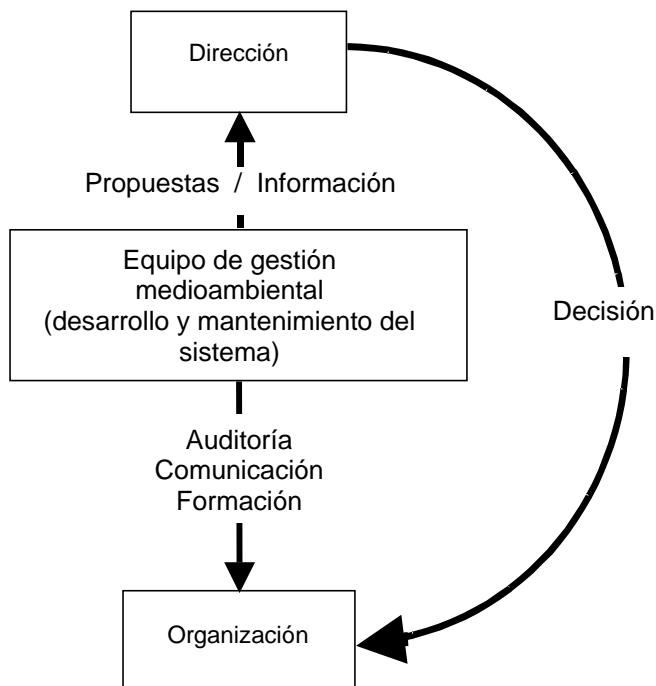 Dirección
Propuestas / Información
Equipo de gestión
medioambiental
(desarrollo y mantenimiento del
sistema)
Decisión
Auditoría
Comunicación
Formación
Organización